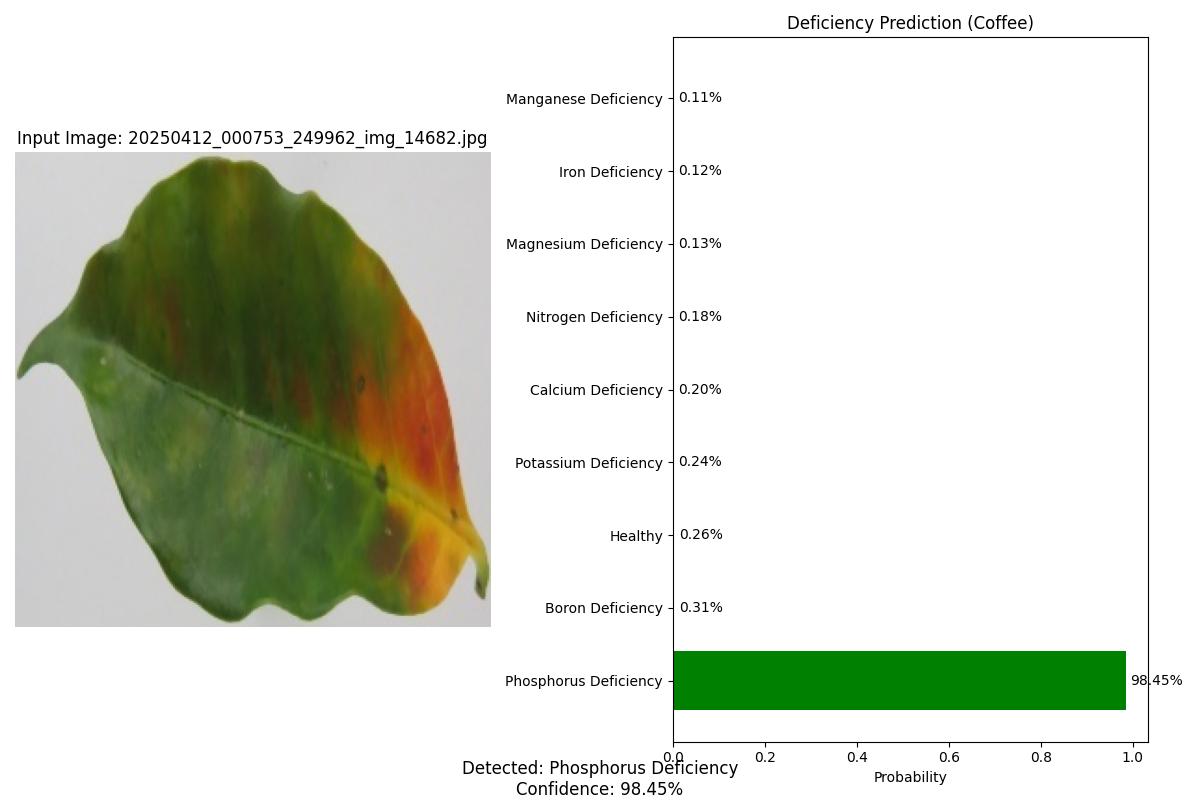 Deficiency Prediction (Coffee)
Input Image: 20250412_000753_249962_img_14682.jpg
Manganese Deficiency 0.11%
Iron Deficiency 0.12%
Magnesium Deficiency 0.13%
Nitrogen Deficiency 0.18%
Calcium Deficiency 0.20%
Potassium Deficiency 0.24%
Healthy 0.26%
Boron Deficiency 0.31%
Phosphorus Deficiency 98.45%
0.0 0.2 0.4 0.6 0.8 1.0
Probability
Detected: Phosphorus Deficiency
Confidence: 98.45%